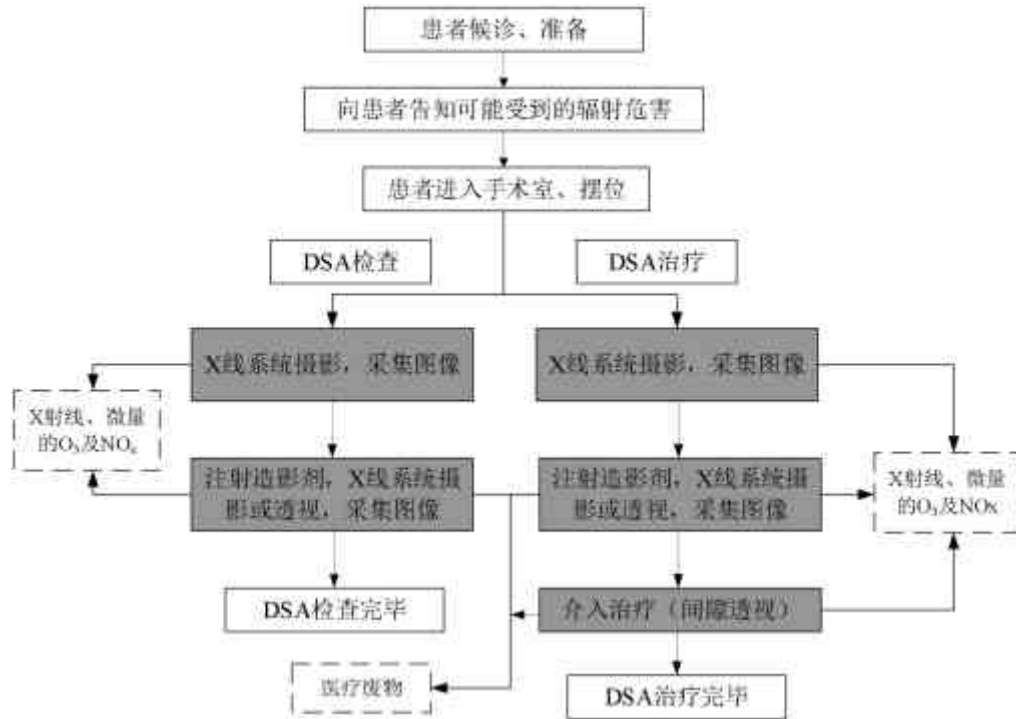 患者候诊、准备
向患者告知可能受到的辐射危害
患者进入手术室、摆位
DSA检查
DSA治疗
X线系统摄影，采集图像
X线系统摄影，采集图像
X射线、微量
的O₃及NOₓ
注射造影剂，X线系统摄
影或透视，采集图像
注射造影剂，X线系统摄
影或透视，采集图像
X射线、微量
的O₃及NOx
DSA检查完毕
介入治疗（间隙透视）
医疗废物
DSA治疗完毕